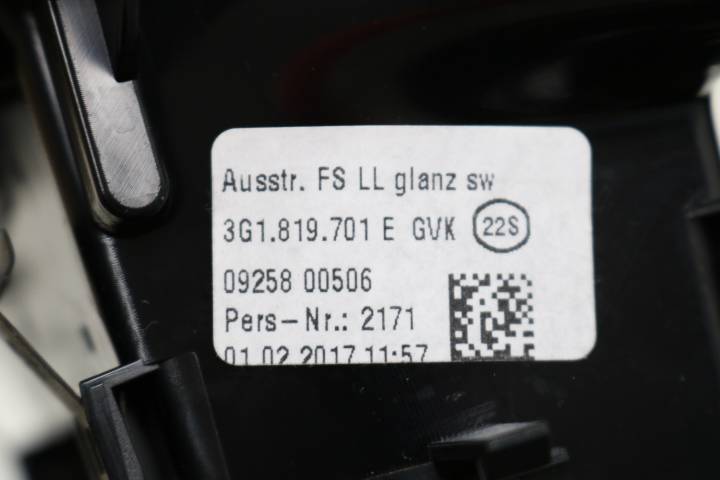 Ausstr. FS LL glanz sw
3G1.819.701 E GVK 22S
09258 00506
Pers-Nr.: 2171
01.02.2017 11:57